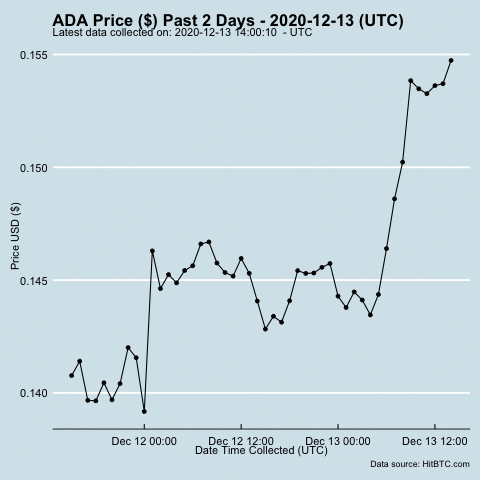 ADA Price ($) Past 2 Days - 2020-12-13 (UTC)
Latest data collected on: 2020-12-13 14:00:10 - UTC
0.155
0.150
0.145
0.140
Price USD ($)
Dec 12 00:00 Dec 12 12:00 Dec 13 00:00 Dec 13 12:00
Date Time Collected (UTC)
Data source: HitBTC.com